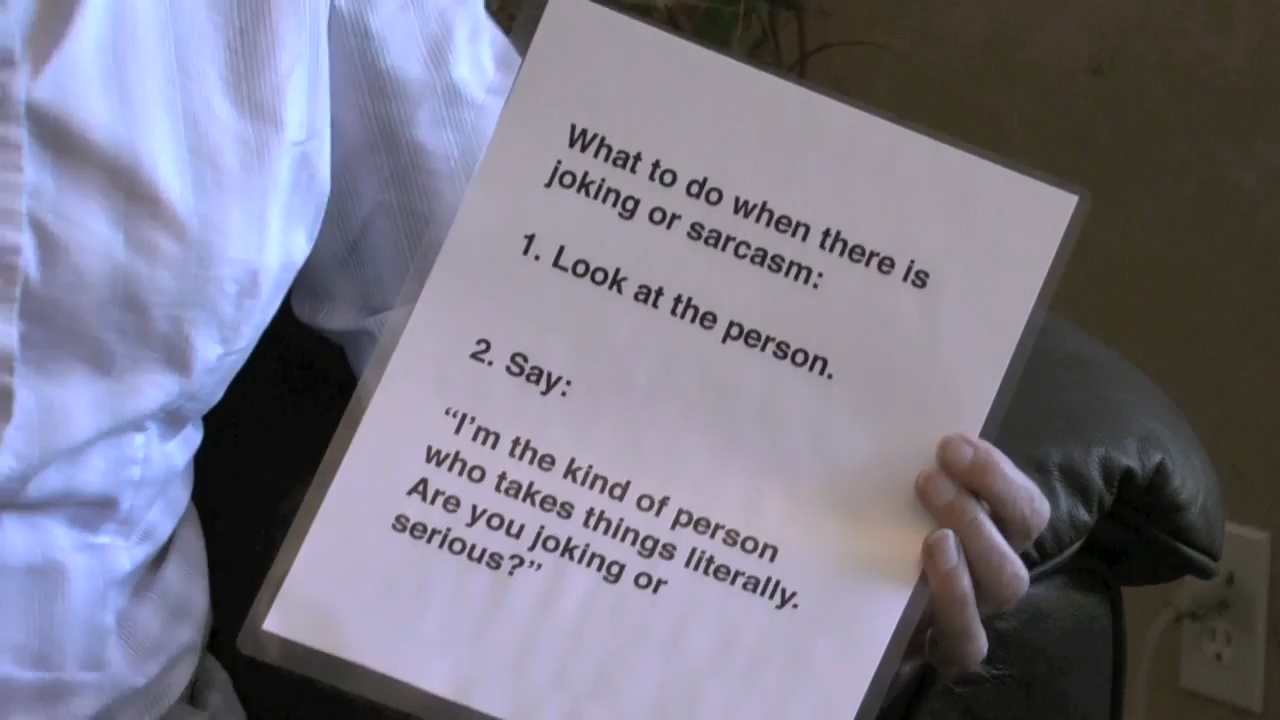 What to do when there is
joking or sarcasm:
1. Look at the person.
2. Say:
“I’m the kind of person
who takes things literally.
Are you joking or
serious?”